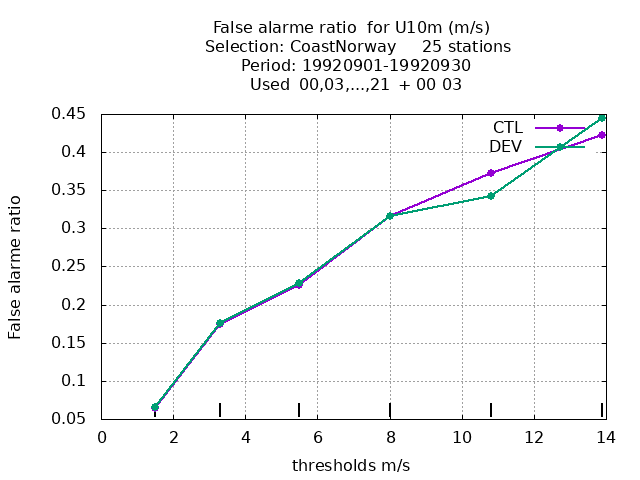 False alarme ratio  for U10m (m/s)
Selection: CoastNorway     25 stations
Period: 19920901-19920930
Used  00,03,...,21  + 00 03
CTL
DEV
0.45
0.4
0.35
0.3
0.25
0.2
0.15
0.1
0.05
False alarme ratio
0 2 4 6 8 10 12 14
thresholds m/s